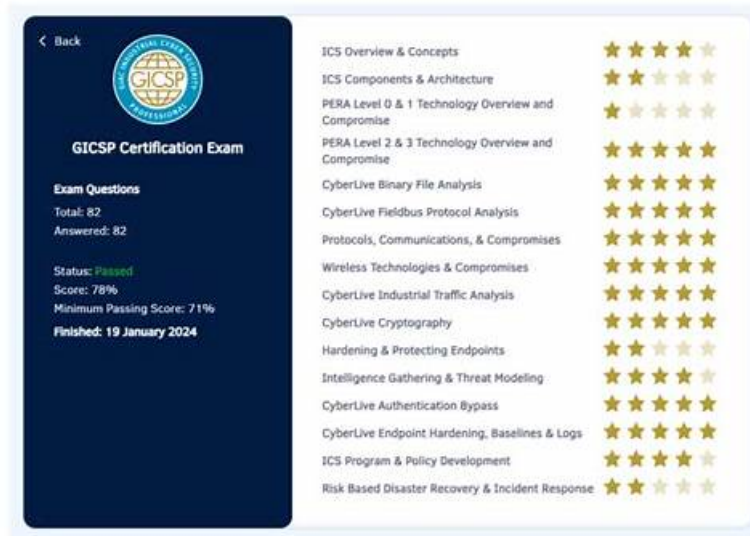 Back
GIAC INDUSTRIAL CYBER SECURITY
GICSP
PROFESSIONAL
GICSP Certification Exam
Exam Questions
Total: 82
Answered: 82
Status: Passed
Score: 78%
Minimum Passing Score: 71%
Finished: 19 January 2024
ICS Overview & Concepts
ICS Components & Architecture
PERA Level 0 & 1 Technology Overview and
Compromise
PERA Level 2 & 3 Technology Overview and
Compromise
CyberLive Binary File Analysis
CyberLive Fieldbus Protocol Analysis
Protocols, Communications, & Compromises
Wireless Technologies & Compromises
CyberLive Industrial Traffic Analysis
CyberLive Cryptography
Hardening & Protecting Endpoints
Intelligence Gathering & Threat Modeling
CyberLive Authentication Bypass
CyberLive Endpoint Hardening, Baselines & Logs
ICS Program & Policy Development
Risk Based Disaster Recovery & Incident Response